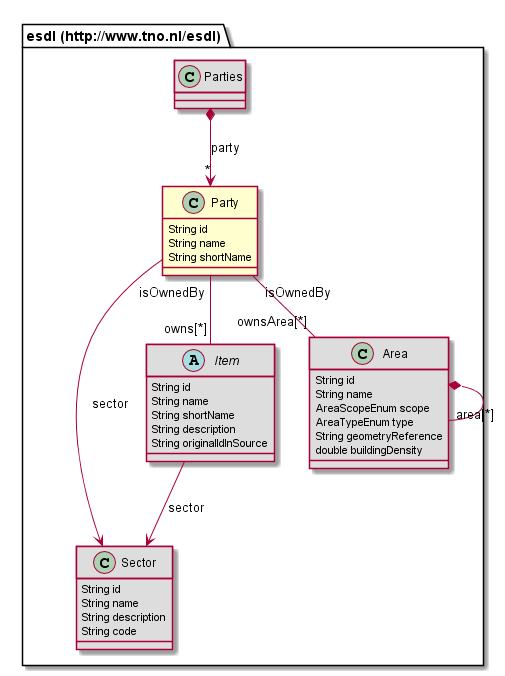 esdl (http://www.tno.nl/esdl)
C Parties
party
*
C Party
String id
String name
String shortName
isOwnedBy
isOwnedBy
owns[*]
ownsArea[*]
A Item
String id
String name
String shortName
String description
String originalIdInSource
C Area
String id
String name
AreaScopeEnum scope
AreaTypeEnum type
String geometryReference
double buildingDensity
area[*]
sector
sector
C Sector
String id
String name
String description
String code